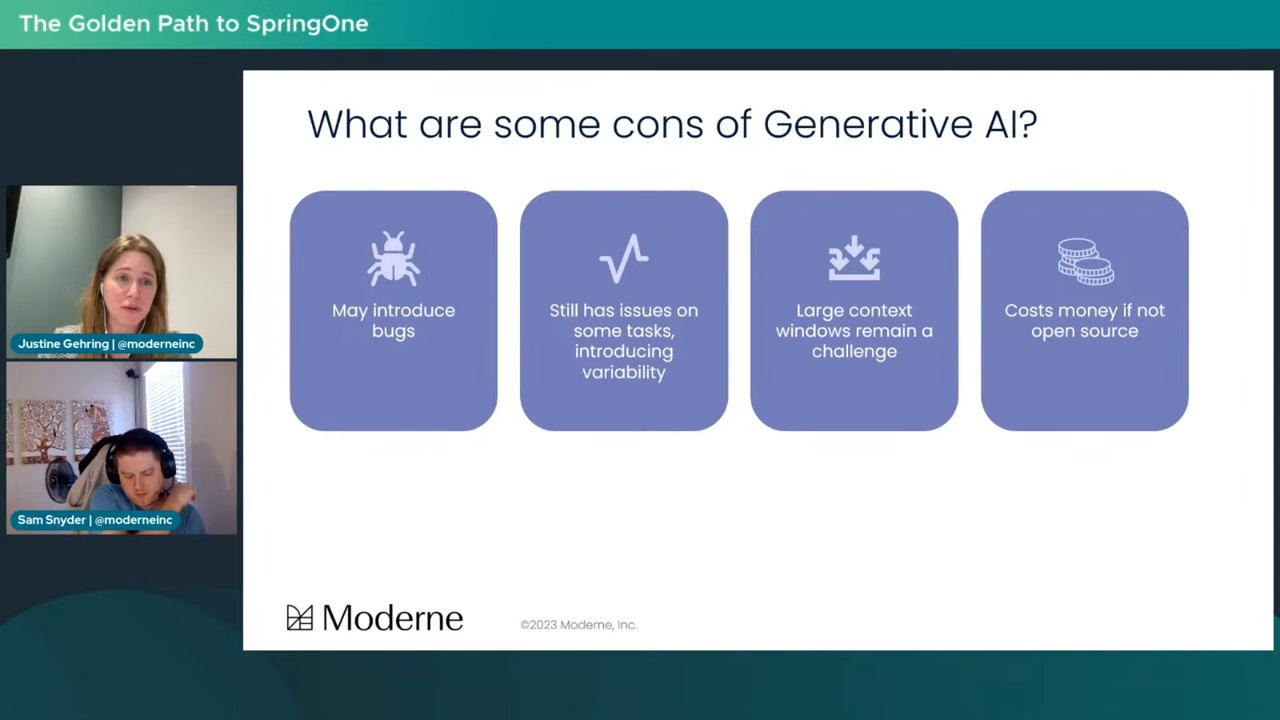 The Golden Path to SpringOne
What are some cons of Generative AI?
May introduce
bugs
Still has issues on
some tasks,
introducing
variability
Large context
windows remain a
challenge
Costs money if not
open source
Justine Gehring | @moderneinc
Sam Snyder | @moderneinc
Moderne
©2023 Moderne, Inc.